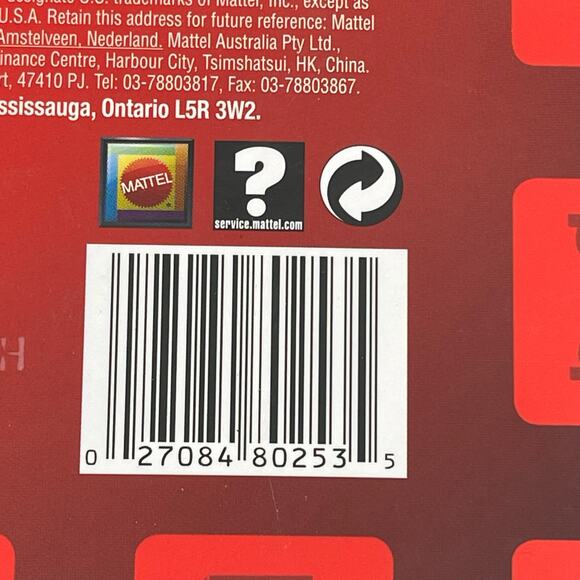 U.S. trademarks of Mattel, Inc., except as
U.S.A. Retain this address for future reference: Mattel
Amstelveen, Nederland. Mattel Australia Pty Ltd.,
inance Centre, Harbour City, Tsimshatsui, HK, China.
rt, 47410 PJ. Tel: 03-78803817, Fax: 03-78803867.
ssissauga, Ontario L5R 3W2.
MATTEL
?
service.mattel.com
0 27084 80253 5